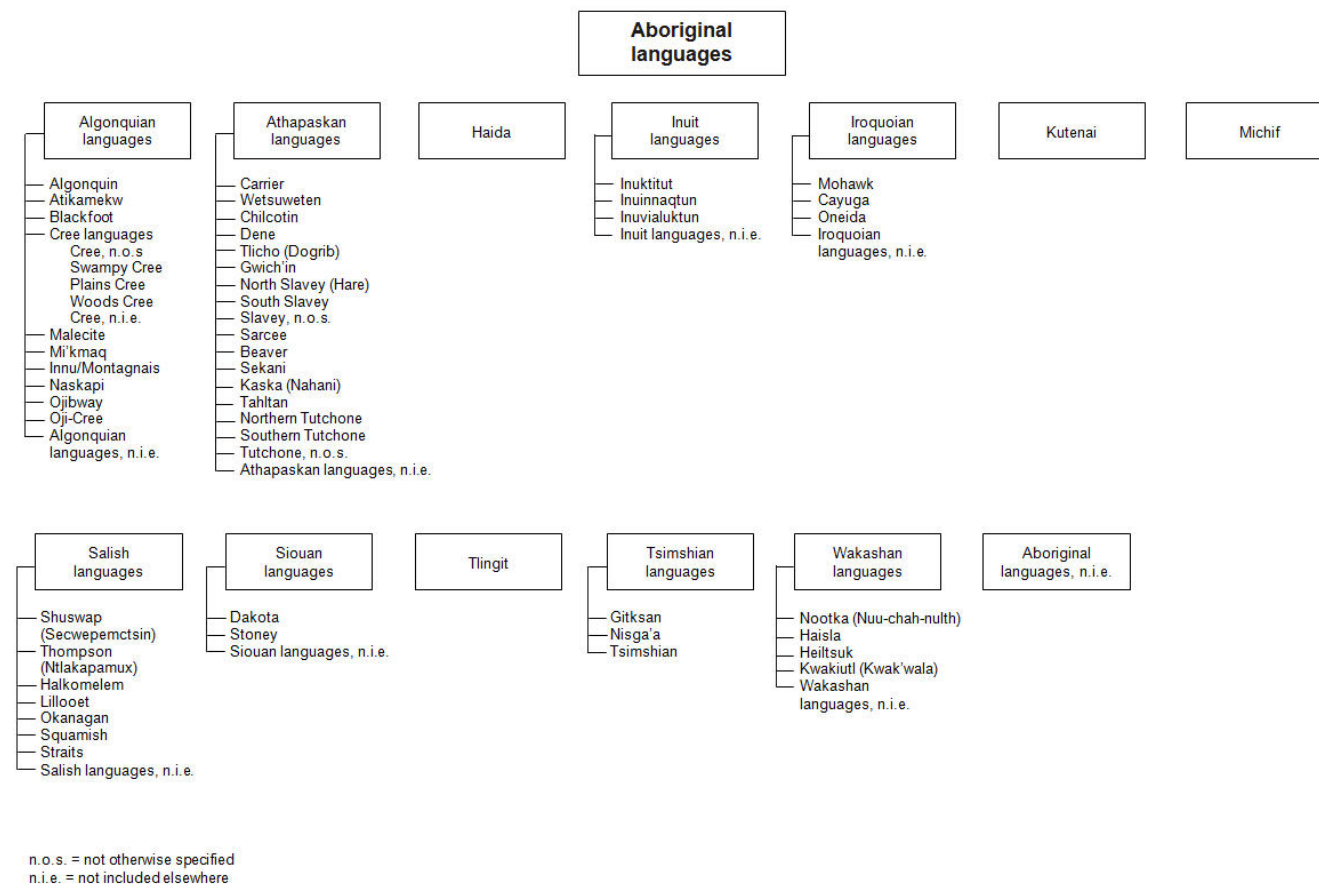 Aboriginal
languages
Algonquian
languages
Algonquin
Atikamekw
Blackfoot
Cree languages
Cree, n.o.s
Swampy Cree
Plains Cree
Woods Cree
Cree, n.i.e.
Malecite
Mi'kmaq
Innu/Montagnais
Naskapi
Ojibway
Oji-Cree
Algonquian
languages, n.i.e.
Athapaskan
languages
Carrier
Wetsuweten
Chilcotin
Dene
Tlicho (Dogrib)
Gwich'in
North Slavey (Hare)
South Slavey
Slavey, n.o.s.
Sarcee
Beaver
Sekani
Kaska (Nahani)
Tahltan
Northern Tutchone
Southern Tutchone
Tutchone, n.o.s.
Athapaskan languages, n.i.e.
Haida
Inuit
languages
Inuktitut
Inuinnaqtun
Inuvialuktun
Inuit languages, n.i.e.
Iroquoian
languages
Mohawk
Cayuga
Oneida
Iroquoian
languages, n.i.e.
Kutenai
Michif
Salish
languages
Shuswap
(Secwepemctsin)
Thompson
(Ntlakapamux)
Halkomelem
Lillooet
Okanagan
Squamish
Straits
Salish languages, n.i.e.
Siouan
languages
Dakota
Stoney
Siouan languages, n.i.e.
Tlingit
Tsimshian
languages
Gitksan
Nisga'a
Tsimshian
Wakashan
languages
Nootka (Nuu-chah-nulth)
Haisla
Heiltsuk
Kwakiutl (Kwak'wala)
Wakashan
languages, n.i.e.
Aboriginal
languages, n.i.e.
n.o.s. = not otherwise specified
n.i.e. = not included elsewhere